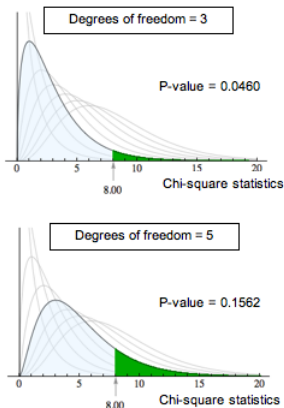 Degrees of freedom = 3
P-value = 0.0460
0 5 10 15 20
8.00
Chi-square statistics
Degrees of freedom = 5
P-value = 0.1562
0 5 10 15 20
8.00
Chi-square statistics